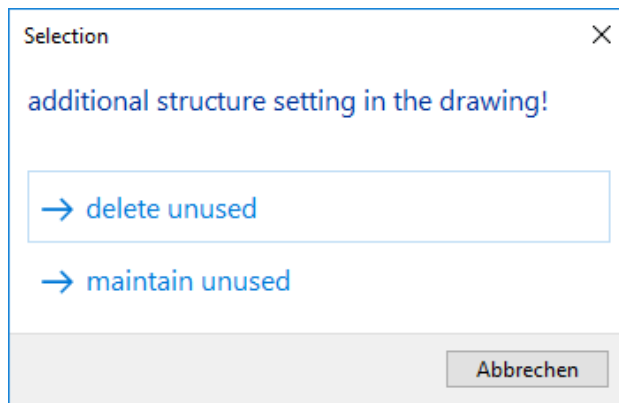 Selection
additional structure setting in the drawing!
delete unused
maintain unused
Abbrechen